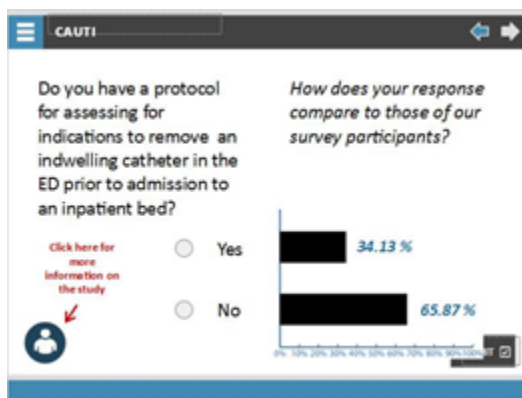 CAUTI
Do you have a protocol
for assessing for
indications to remove an
indwelling catheter in the
ED prior to admission to
an inpatient bed?
How does your response
compare to those of our
survey participants?
Click here for
more
information on
the study
Yes
No
34.13 %
65.87 %
0% 10% 20% 30% 40% 50% 60% 70% 80% 90% 100%